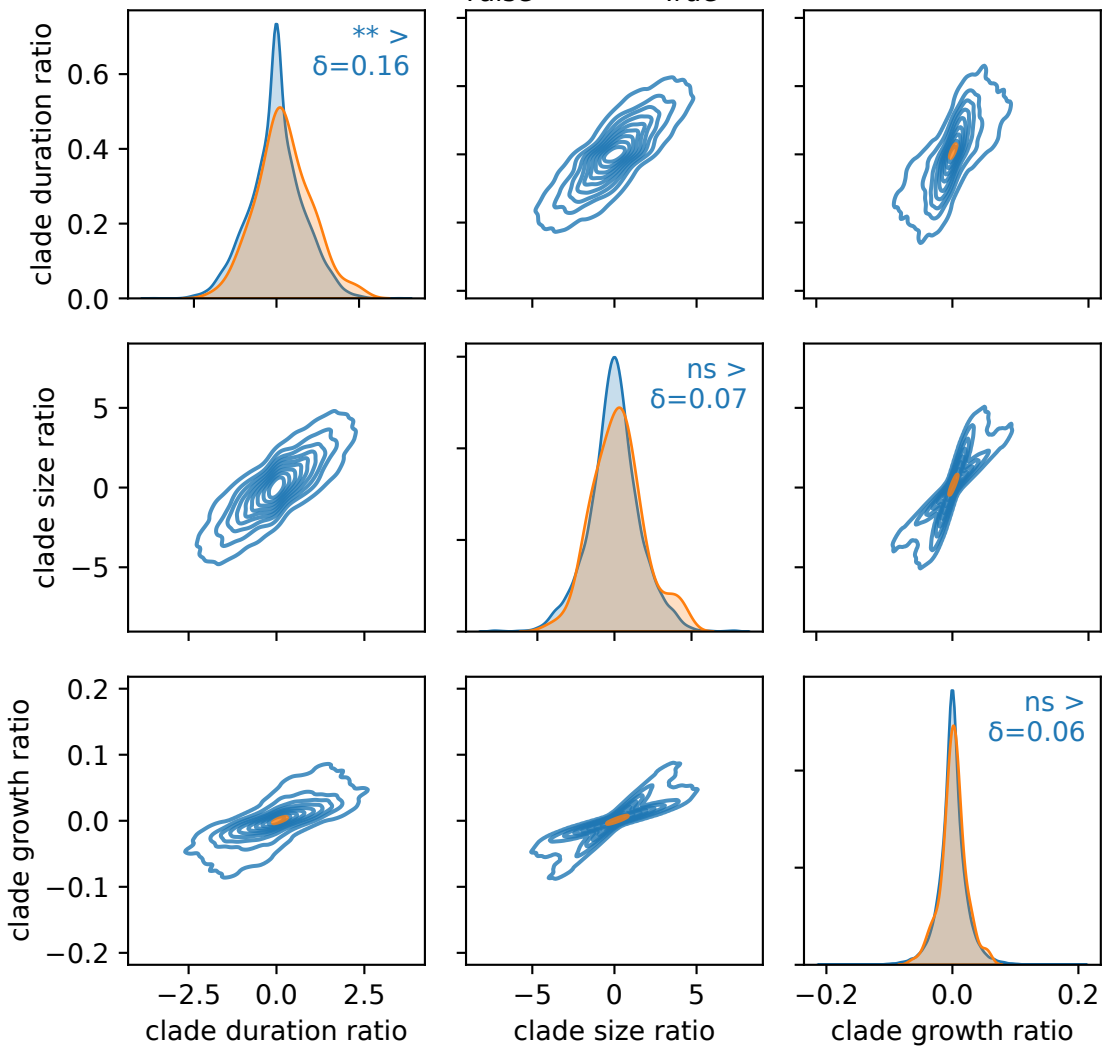 clade duration ratio
0.6
0.4
0.2
0.0
** >
δ=0.16
clade size ratio
5
0
−5
ns >
δ=0.07
clade growth ratio
0.2
0.1
0.0
−0.1
−0.2
ns >
δ=0.06
−2.5 0.0 2.5
−5 0 5
−0.2 0.0 0.2
clade duration ratio
clade size ratio
clade growth ratio